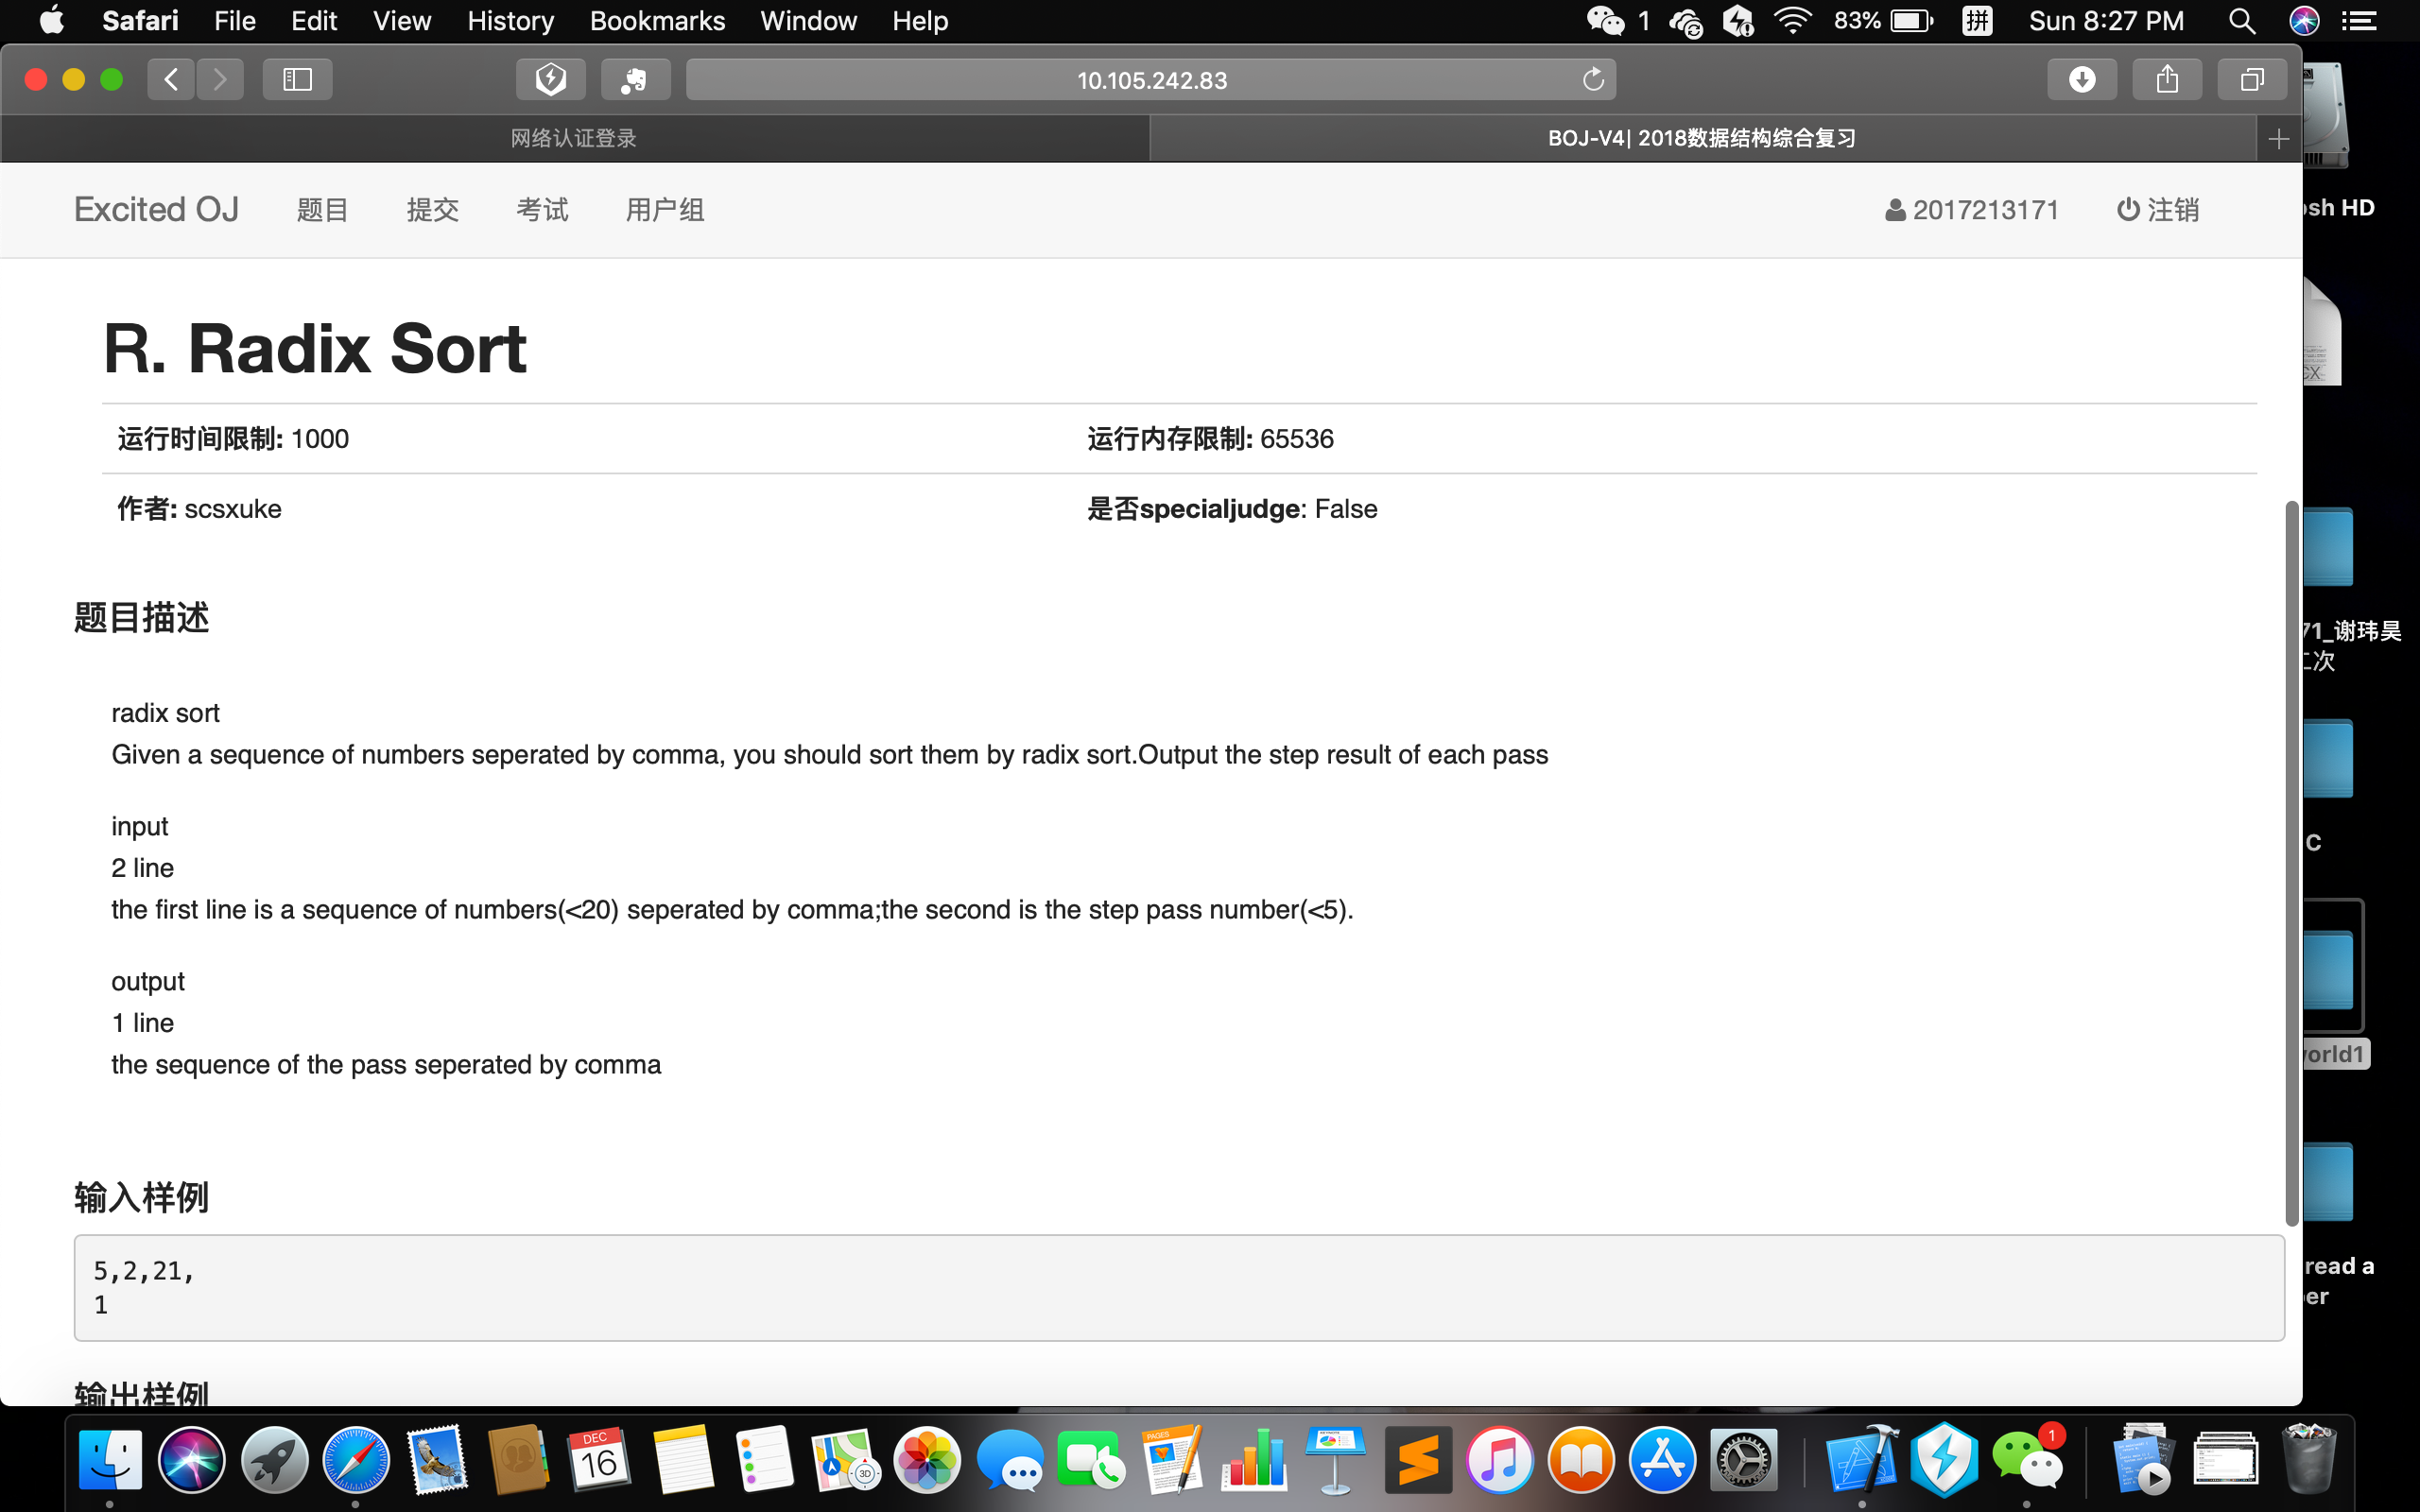 Safari File Edit View History Bookmarks Window Help 1 83% 拼 Sun 8:27 PM
10.105.242.83
网络认证登录 BOJ-V4| 2018数据结构综合复习
Excited OJ 题目 提交 考试 用户组 2017213171 注销
osh HD
R. Radix Sort
运行时间限制: 1000 运行内存限制: 65536
作者: scsxuke 是否specialjudge: False
题目描述
71_谢玮昊
二次
radix sort
Given a sequence of numbers seperated by comma, you should sort them by radix sort.Output the step result of each pass
input
2 line
C
the first line is a sequence of numbers(<20) seperated by comma;the second is the step pass number(<5).
output
1 line
the sequence of the pass seperated by comma
vorld1
输入样例
5,2,21,
1
read a
per
输出样例
DEC
16
3D
PAGES
1